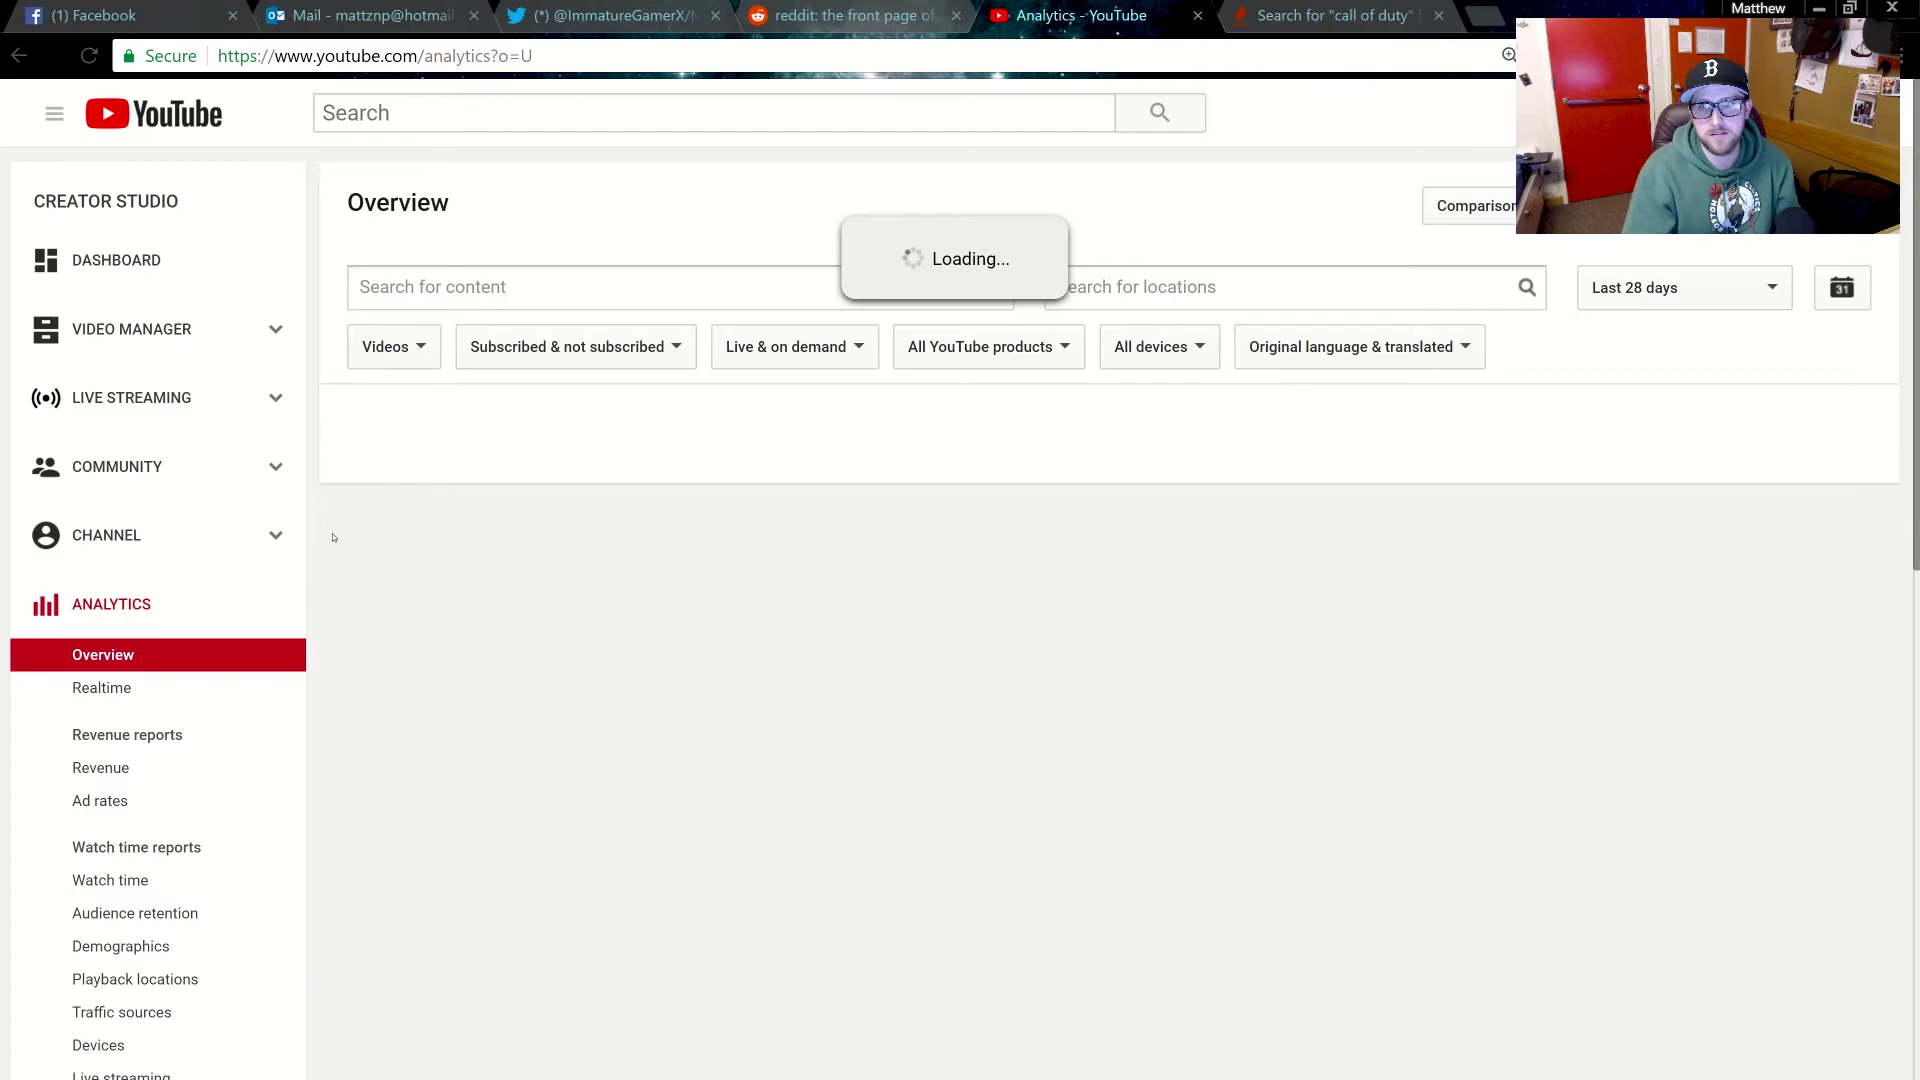 (1) Facebook
Mail - mattznp@hotmail
(*) @ImmatureGamerX/
reddit: the front page of
Analytics - YouTube
Search for "call of duty"
Matthew
Secure
https://www.youtube.com/analytics?o=U
YouTube
Search
CREATOR STUDIO
DASHBOARD
VIDEO MANAGER
LIVE STREAMING
COMMUNITY
CHANNEL
ANALYTICS
Overview
Realtime
Revenue reports
Revenue
Ad rates
Watch time reports
Watch time
Audience retention
Demographics
Playback locations
Traffic sources
Devices
Live streaming
Overview
Comparison
Loading...
Search for content
earch for locations
Last 28 days
31
Videos
Subscribed & not subscribed
Live & on demand
All YouTube products
All devices
Original language & translated
B
CELTICS